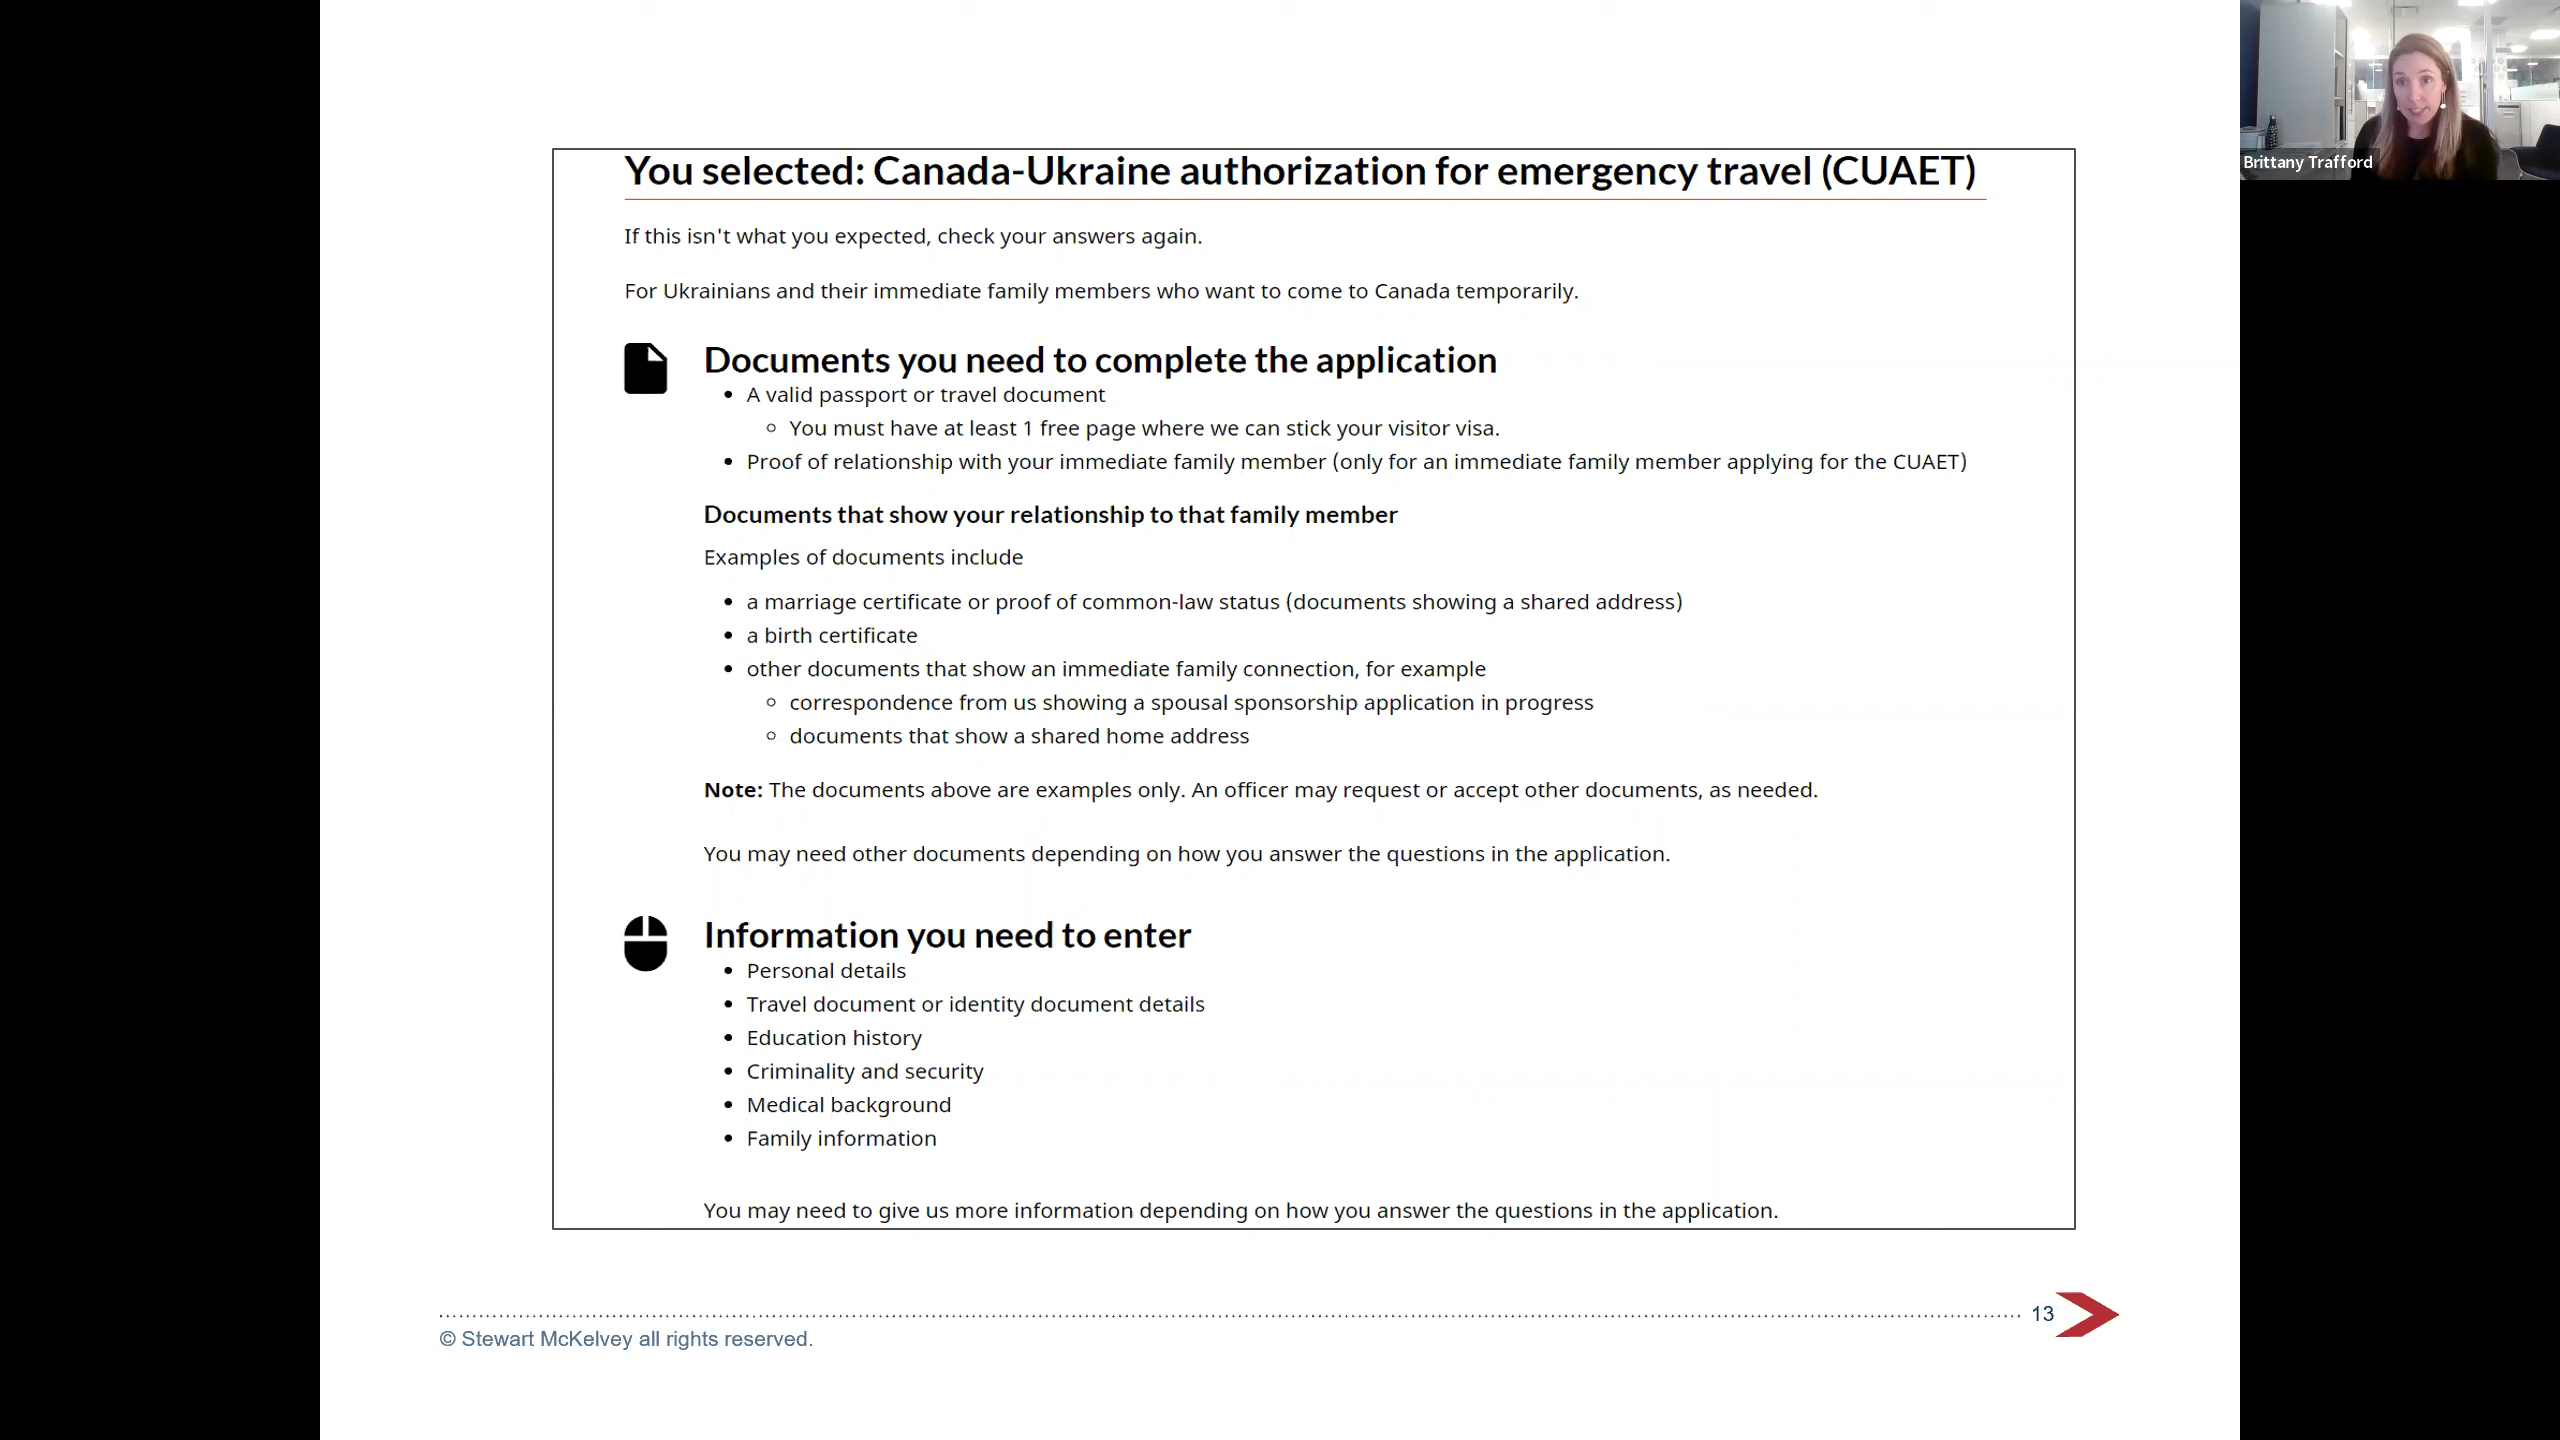 You selected: Canada-Ukraine authorization for emergency travel (CUAET)
Brittany Trafford
If this isn't what you expected, check your answers again.
For Ukrainians and their immediate family members who want to come to Canada temporarily.
Documents you need to complete the application
• A valid passport or travel document
○ You must have at least 1 free page where we can stick your visitor visa.
• Proof of relationship with your immediate family member (only for an immediate family member applying for the CUAET)
Documents that show your relationship to that family member
Examples of documents include
• a marriage certificate or proof of common-law status (documents showing a shared address)
• a birth certificate
• other documents that show an immediate family connection, for example
○ correspondence from us showing a spousal sponsorship application in progress
○ documents that show a shared home address
Note: The documents above are examples only. An officer may request or accept other documents, as needed.
You may need other documents depending on how you answer the questions in the application.
Information you need to enter
• Personal details
• Travel document or identity document details
• Education history
• Criminality and security
• Medical background
• Family information
You may need to give us more information depending on how you answer the questions in the application.
13
© Stewart McKelvey all rights reserved.